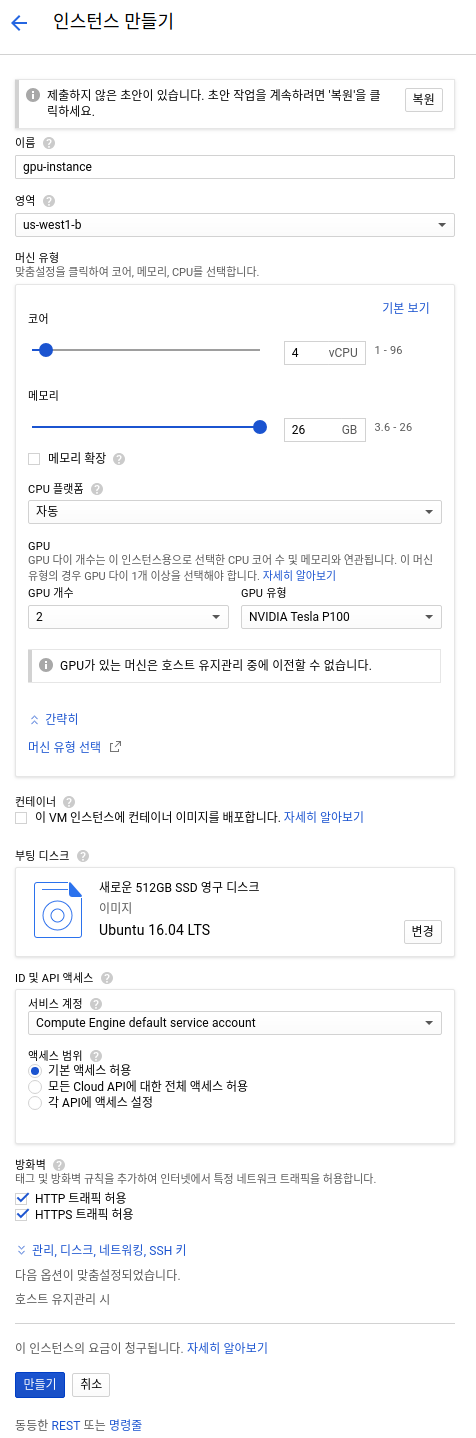 인스턴스 만들기
제출하지 않은 초안이 있습니다. 초안 작업을 계속하려면 '복원'을 클
릭하세요.
복원
이름
gpu-instance
영역
us-west1-b
머신 유형
맞춤설정을 클릭하여 코어, 메모리, CPU를 선택합니다.
기본 보기
코어
4 vCPU 1 - 96
메모리
26 GB 3.6 - 26
메모리 확장
CPU 플랫폼
자동
GPU
GPU 다이 개수는 이 인스턴스용으로 선택한 CPU 코어 수 및 메모리와 연관됩니다. 이 머신
유형의 경우 GPU 다이 1개 이상을 선택해야 합니다. 자세히 알아보기
GPU 개수 GPU 유형
2 NVIDIA Tesla P100
GPU가 있는 머신은 호스트 유지관리 중에 이전할 수 없습니다.
간략히
머신 유형 선택
컨테이너
이 VM 인스턴스에 컨테이너 이미지를 배포합니다. 자세히 알아보기
부팅 디스크
새로운 512GB SSD 영구 디스크
이미지
Ubuntu 16.04 LTS
변경
ID 및 API 액세스
서비스 계정
Compute Engine default service account
액세스 범위
기본 액세스 허용
모든 Cloud API에 대한 전체 액세스 허용
각 API에 액세스 설정
방화벽
태그 및 방화벽 규칙을 추가하여 인터넷에서 특정 네트워크 트래픽을 허용합니다.
HTTP 트래픽 허용
HTTPS 트래픽 허용
관리, 디스크, 네트워킹, SSH 키
다음 옵션이 맞춤설정되었습니다.
호스트 유지관리 시
이 인스턴스의 요금이 청구됩니다. 자세히 알아보기
만들기 취소
동등한 REST 또는 명령줄